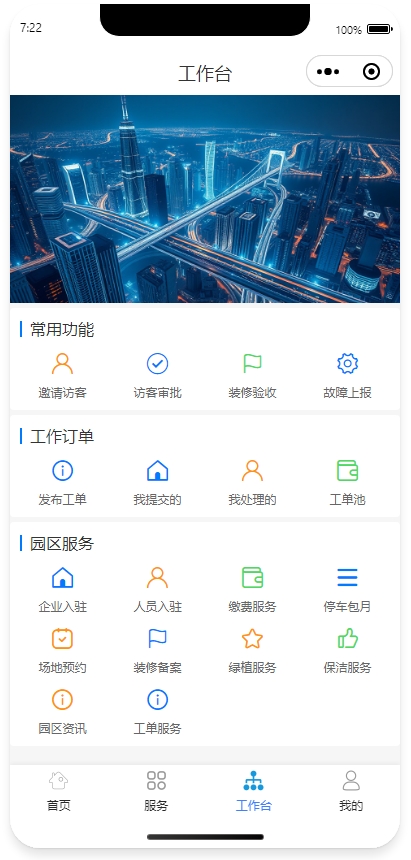 7:22 100%
工作台
常用功能
邀请访客 访客审批 装修验收 故障上报
工作订单
发布工单 我提交的 我处理的 工单池
园区服务
企业入驻 人员入驻 缴费服务 停车包月
场地预约 装修备案 绿植服务 保洁服务
园区资讯 工单服务
首页 服务 工作台 我的